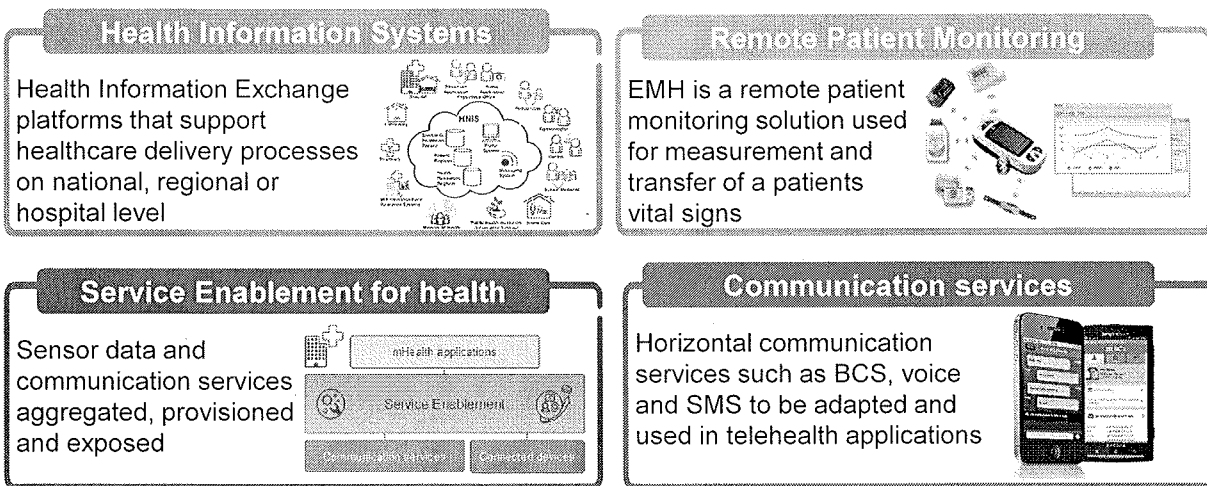 Health Information Systems
Health Information Exchange
platforms that support
healthcare delivery processes
on national, regional or
hospital level
HNIS
Remote Patient Monitoring
EMH is a remote patient
monitoring solution used
for measurement and
transfer of a patients
vital signs
Service Enablement for health
Sensor data and
communication services
aggregated, provisioned
and exposed
mHealth applications
Service Enablement
Communication services
Connected devices
Communication services
Horizontal communication
services such as BCS, voice
and SMS to be adapted and
used in telehealth applications